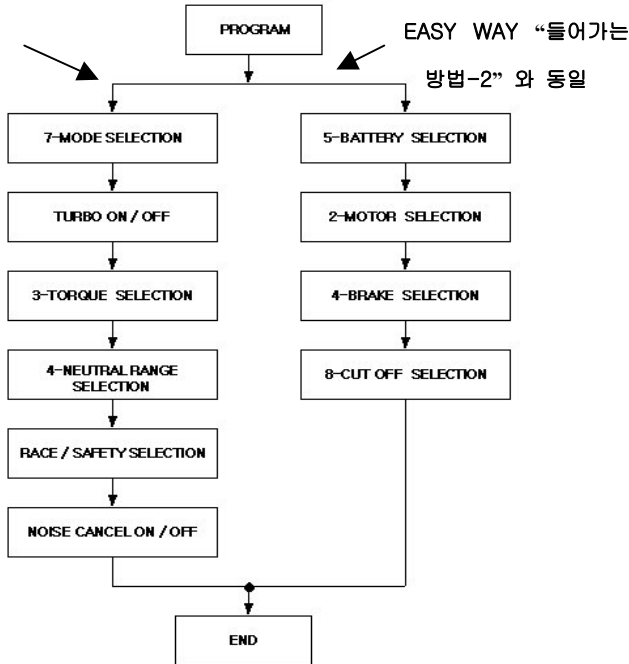 PROGRAM
EASY WAY “들어가는
방법-2” 와 동일
7-MODE SELECTION
TURBO ON / OFF
3-TORQUE SELECTION
4-NEUTRAL RANGE
SELECTION
RACE / SAFETY SELECTION
NOISE CANCEL ON / OFF
5-BATTERY SELECTION
2-MOTOR SELECTION
4-BRAKE SELECTION
8-CUT OFF SELECTION
END